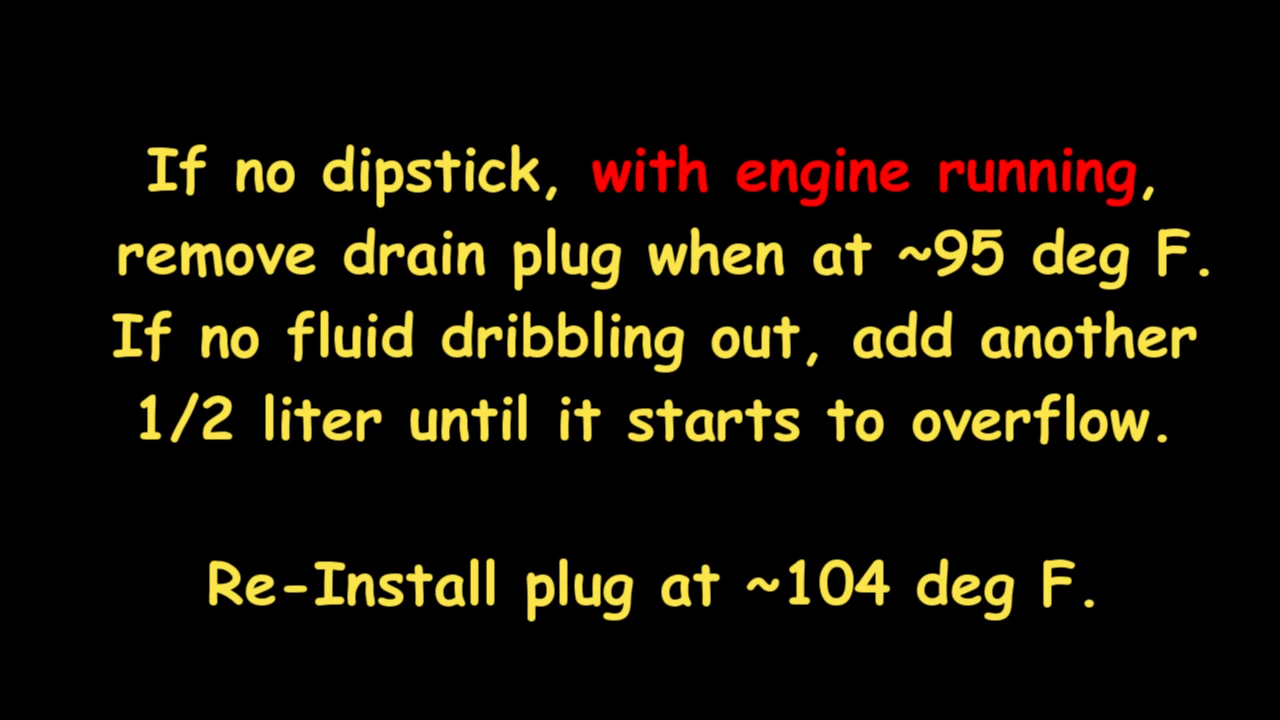 If no dipstick, with engine running,
remove drain plug when at ~95 deg F.
If no fluid dribbling out, add another
1/2 liter until it starts to overflow.
Re-Install plug at ~104 deg F.